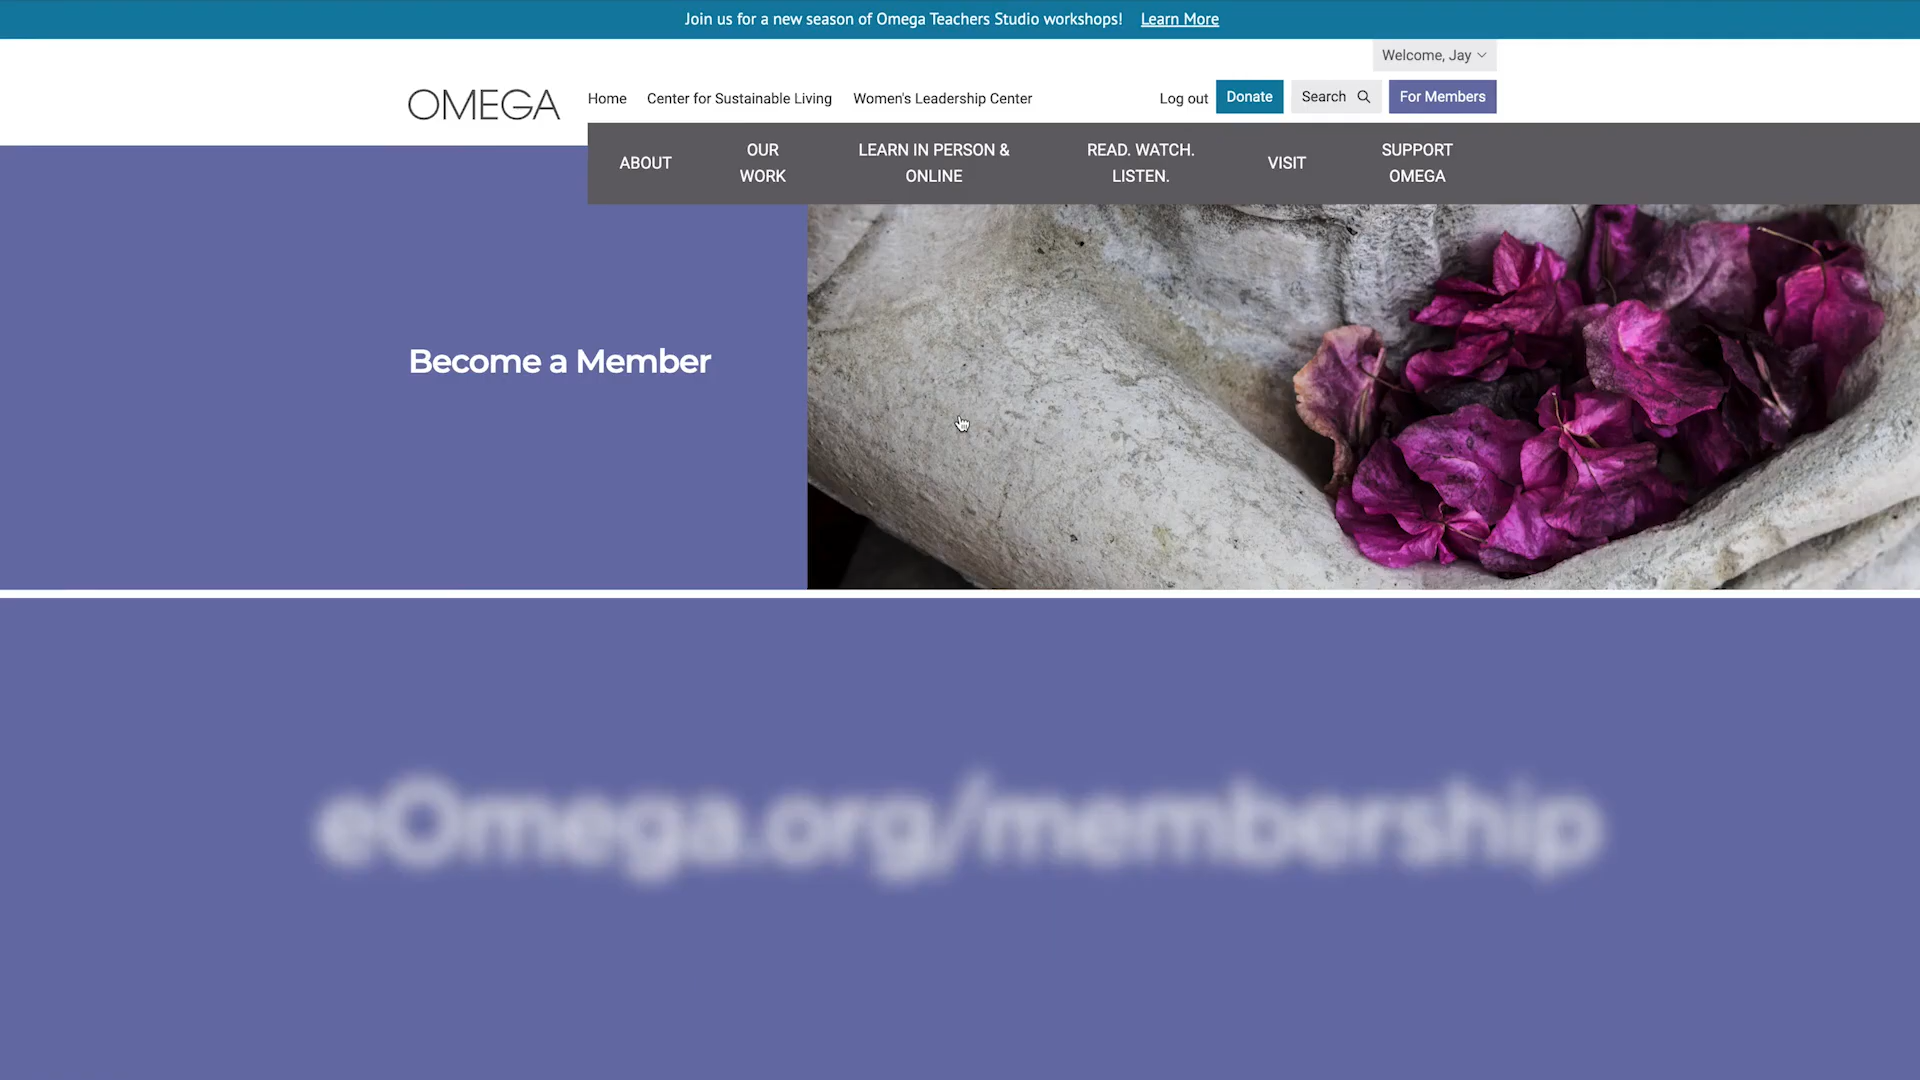 Join us for a new season of Omega Teachers Studio workshops! Learn More
Welcome, Jay
OMEGA
Home Center for Sustainable Living Women's Leadership Center Log out Donate Search For Members
ABOUT
OUR
WORK
LEARN IN PERSON &
ONLINE
READ. WATCH.
LISTEN.
VISIT
SUPPORT
OMEGA
Become a Member
eOmega.org/membership